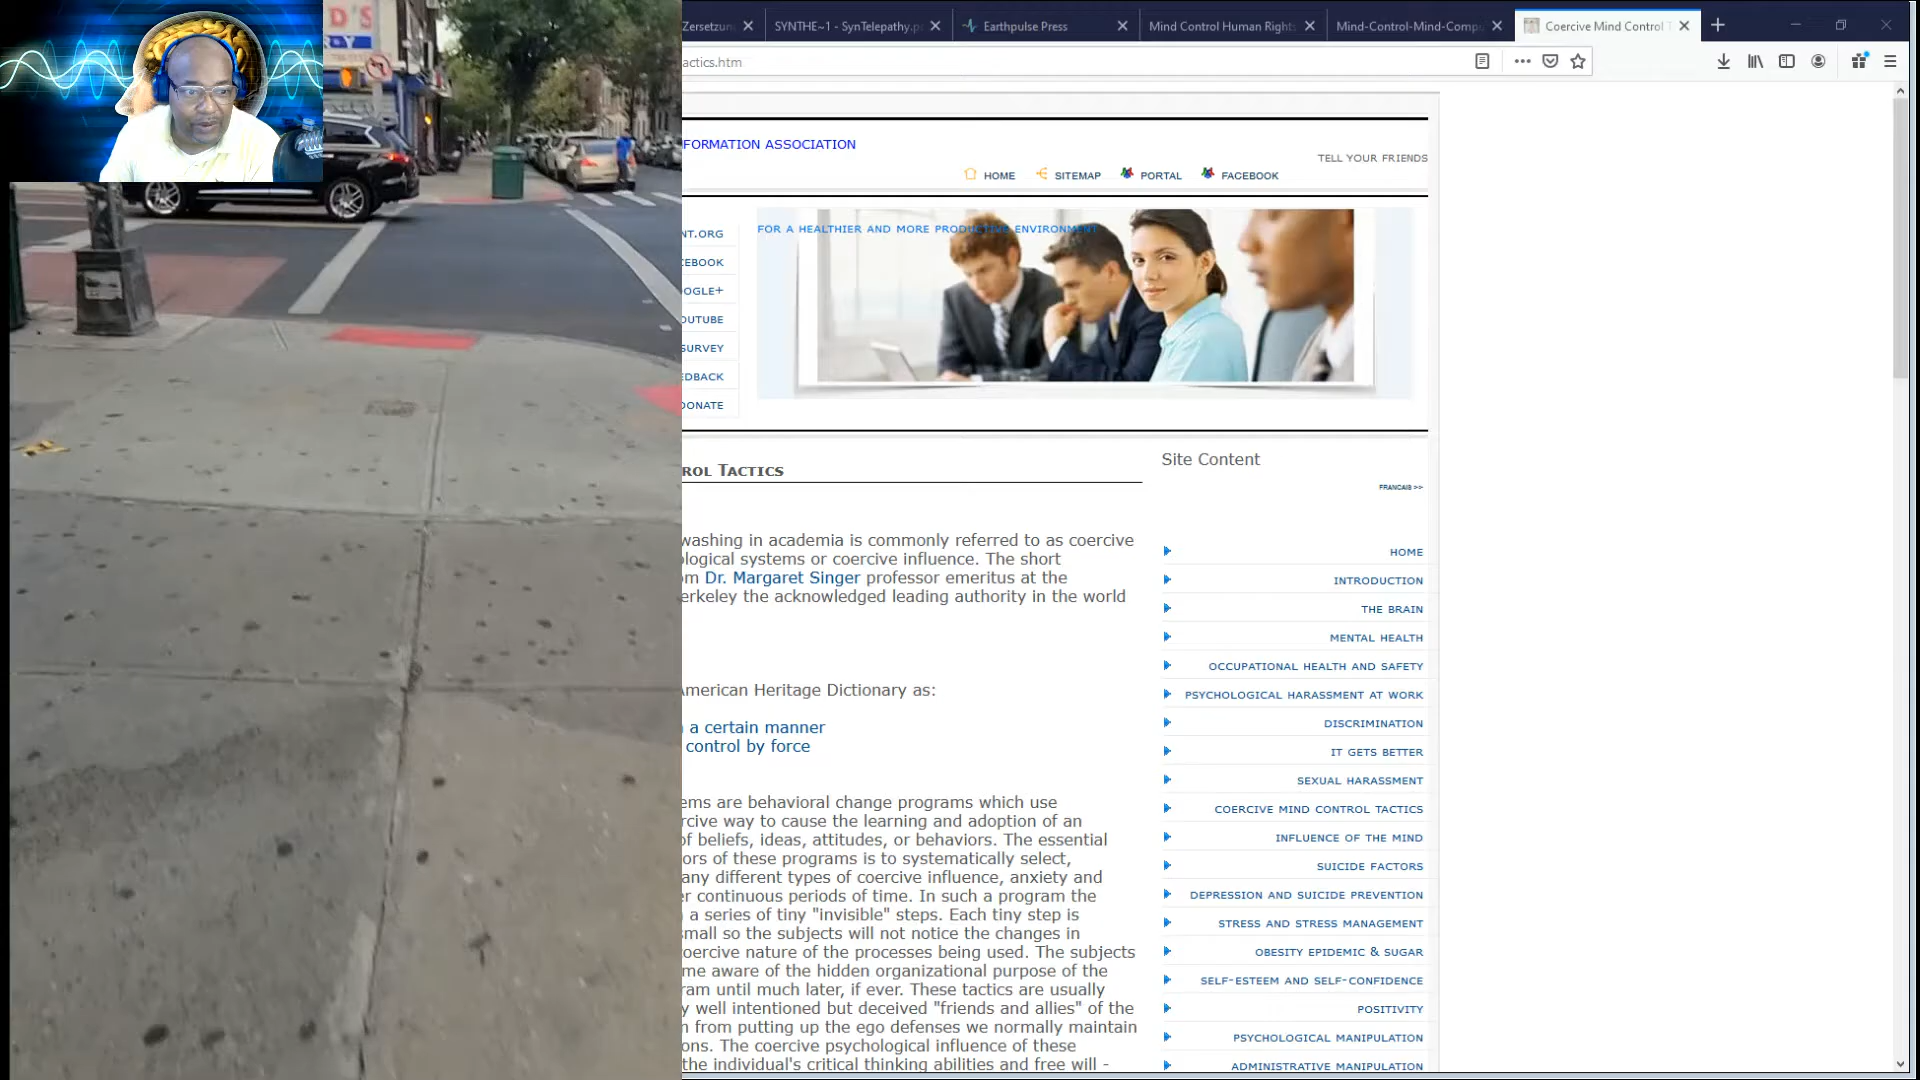 D'S
Y
Zersetzun
SYNTHE~1 - SynTelepathy.p
Earthpulse Press
Mind Control Human Rights
Mind-Control-Mind-Compu
Coercive Mind Control T
actics.htm
FORMATION ASSOCIATION
TELL YOUR FRIENDS
HOME
SITEMAP
PORTAL
FACEBOOK
NT.ORG
EBOOK
OGLE+
OUTUBE
SURVEY
EDBACK
DONATE
FOR A HEALTHIER AND MORE PRODUCTIVE ENVIRONMENT
ROL TACTICS
washing in academia is commonly referred to as coercive
logical systems or coercive influence. The short
om Dr. Margaret Singer professor emeritus at the
erkeley the acknowledged leading authority in the world
American Heritage Dictionary as:
a certain manner
control by force
ems are behavioral change programs which use
rcive way to cause the learning and adoption of an
of beliefs, ideas, attitudes, or behaviors. The essential
ors of these programs is to systematically select,
any different types of coercive influence, anxiety and
er continuous periods of time. In such a program the
a series of tiny "invisible" steps. Each tiny step is
small so the subjects will not notice the changes in
coercive nature of the processes being used. The subjects
me aware of the hidden organizational purpose of the
ram until much later, if ever. These tactics are usually
y well intentioned but deceived "friends and allies" of the
n from putting up the ego defenses we normally maintain
ons. The coercive psychological influence of these
the individual's critical thinking abilities and free will -
Site Content
FRANCAIS >>
HOME
INTRODUCTION
THE BRAIN
MENTAL HEALTH
OCCUPATIONAL HEALTH AND SAFETY
PSYCHOLOGICAL HARASSMENT AT WORK
DISCRIMINATION
IT GETS BETTER
SEXUAL HARASSMENT
COERCIVE MIND CONTROL TACTICS
INFLUENCE OF THE MIND
SUICIDE FACTORS
DEPRESSION AND SUICIDE PREVENTION
STRESS AND STRESS MANAGEMENT
OBESITY EPIDEMIC & SUGAR
SELF-ESTEEM AND SELF-CONFIDENCE
POSITIVITY
PSYCHOLOGICAL MANIPULATION
ADMINISTRATIVE MANIPULATION